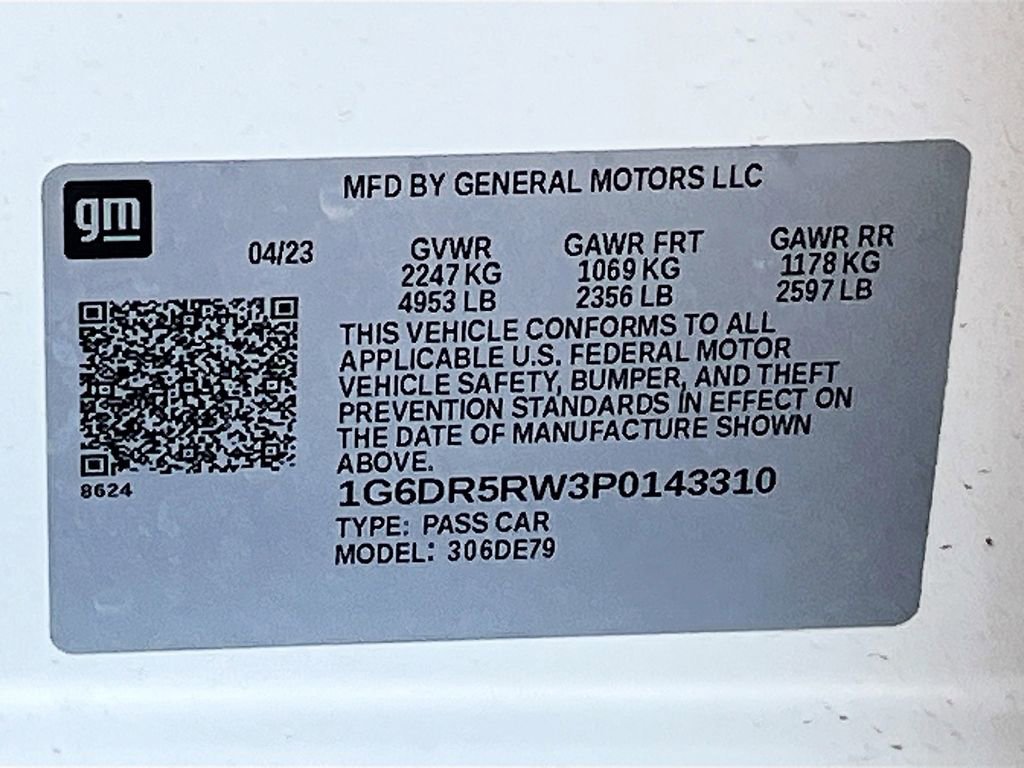 gm
MFD BY GENERAL MOTORS LLC
04/23
GVWR GAWR FRT GAWR RR
2247 KG 1069 KG 1178 KG
4953 LB 2356 LB 2597 LB
THIS VEHICLE CONFORMS TO ALL
APPLICABLE U.S. FEDERAL MOTOR
VEHICLE SAFETY, BUMPER, AND THEFT
PREVENTION STANDARDS IN EFFECT ON
THE DATE OF MANUFACTURE SHOWN
ABOVE.
8624
1G6DR5RW3P0143310
TYPE: PASS CAR
MODEL: 306DE79